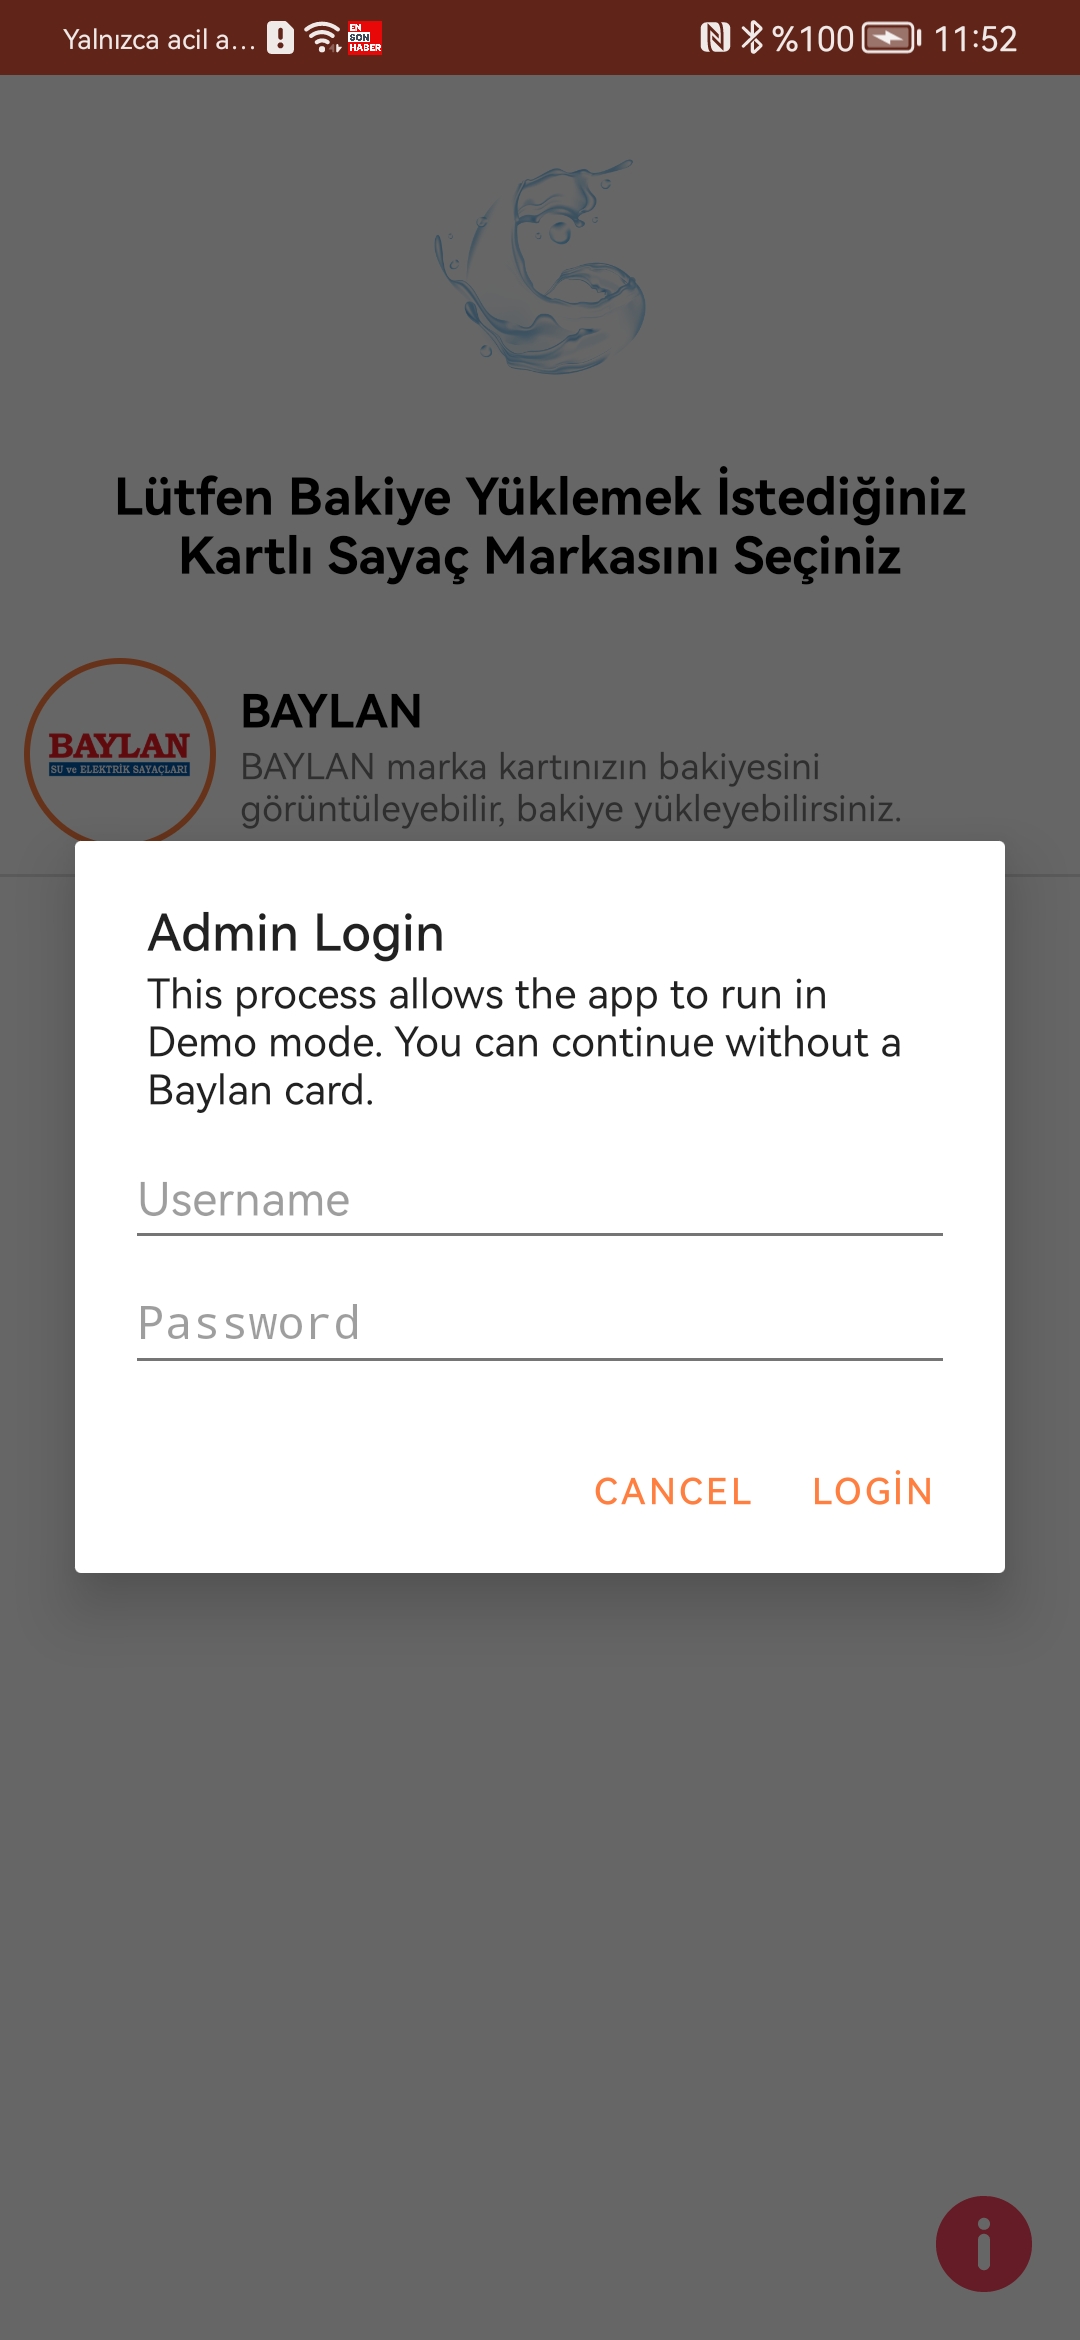 Yalnızca acil a...
EN
SON
HABER
%100
11:52
Lütfen Bakiye Yüklemek İstediğiniz
Kartlı Sayaç Markasını Seçiniz
BAYLAN
SU ve ELEKTRİK SAYAÇLARI
BAYLAN
BAYLAN marka kartınızın bakiyesini
görüntüleyebilir, bakiye yükleyebilirsiniz.
Admin Login
This process allows the app to run in
Demo mode. You can continue without a
Baylan card.
Username
Password
CANCEL
LOGİN